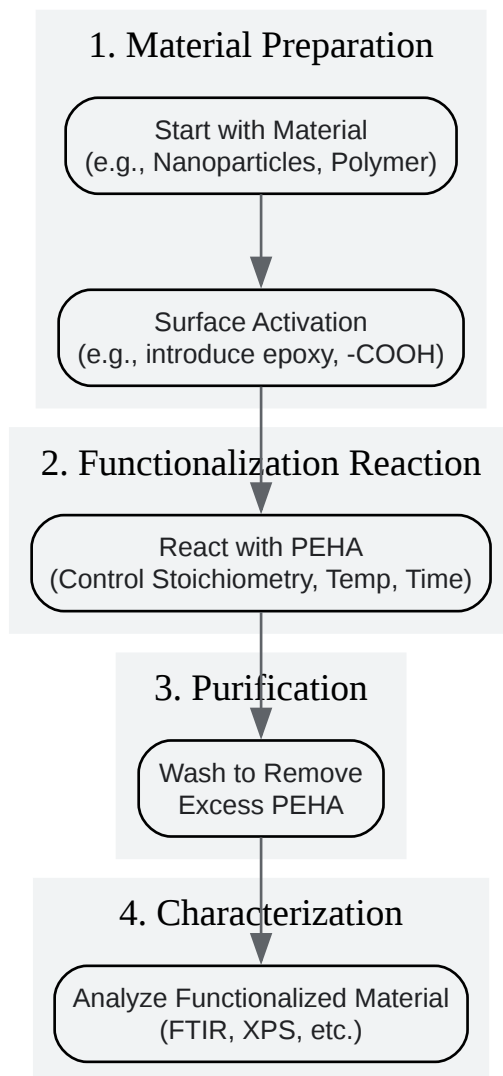 1. Material Preparation
Start with Material
(e.g., Nanoparticles, Polymer)
Surface Activation
(e.g., introduce epoxy, -COOH)
2. Functionalization Reaction
React with PEHA
(Control Stoichiometry, Temp, Time)
3. Purification
Wash to Remove
Excess PEHA
4. Characterization
Analyze Functionalized Material
(FTIR, XPS, etc.)